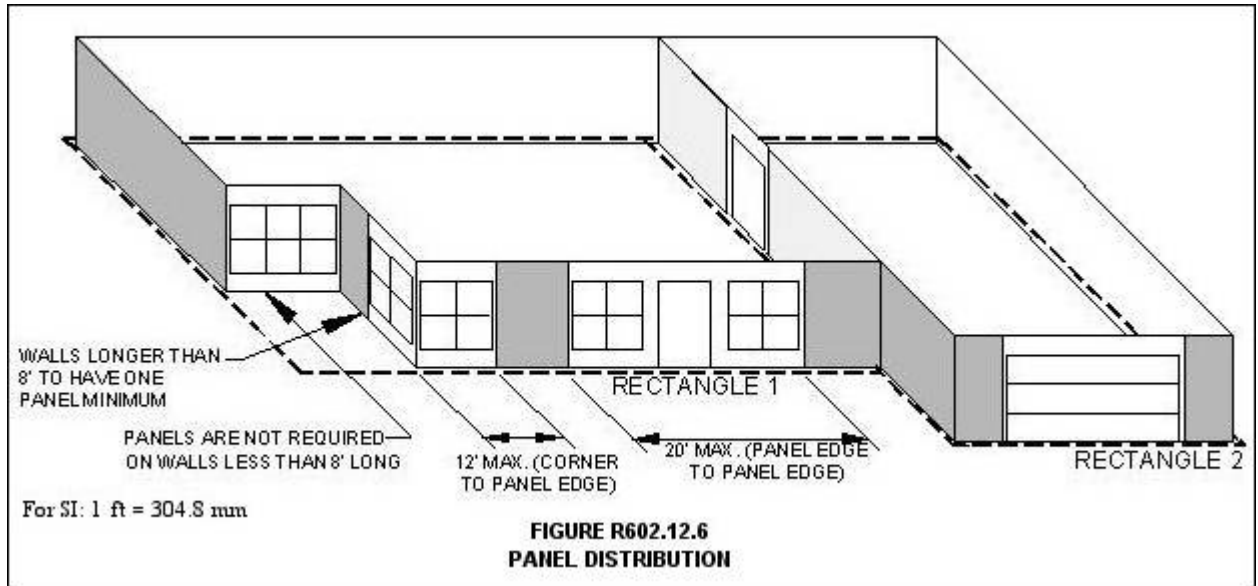 WALLS LONGER THAN
8' TO HAVE ONE
PANEL MINIMUM
RECTANGLE 1
PANELS ARE NOT REQUIRED
ON WALLS LESS THAN 8' LONG
12' MAX. (CORNER
TO PANEL EDGE)
20' MAX. (PANEL EDGE
TO PANEL EDGE)
RECTANGLE 2
For SI: 1 ft = 304.8 mm
FIGURE R602.12.6
PANEL DISTRIBUTION